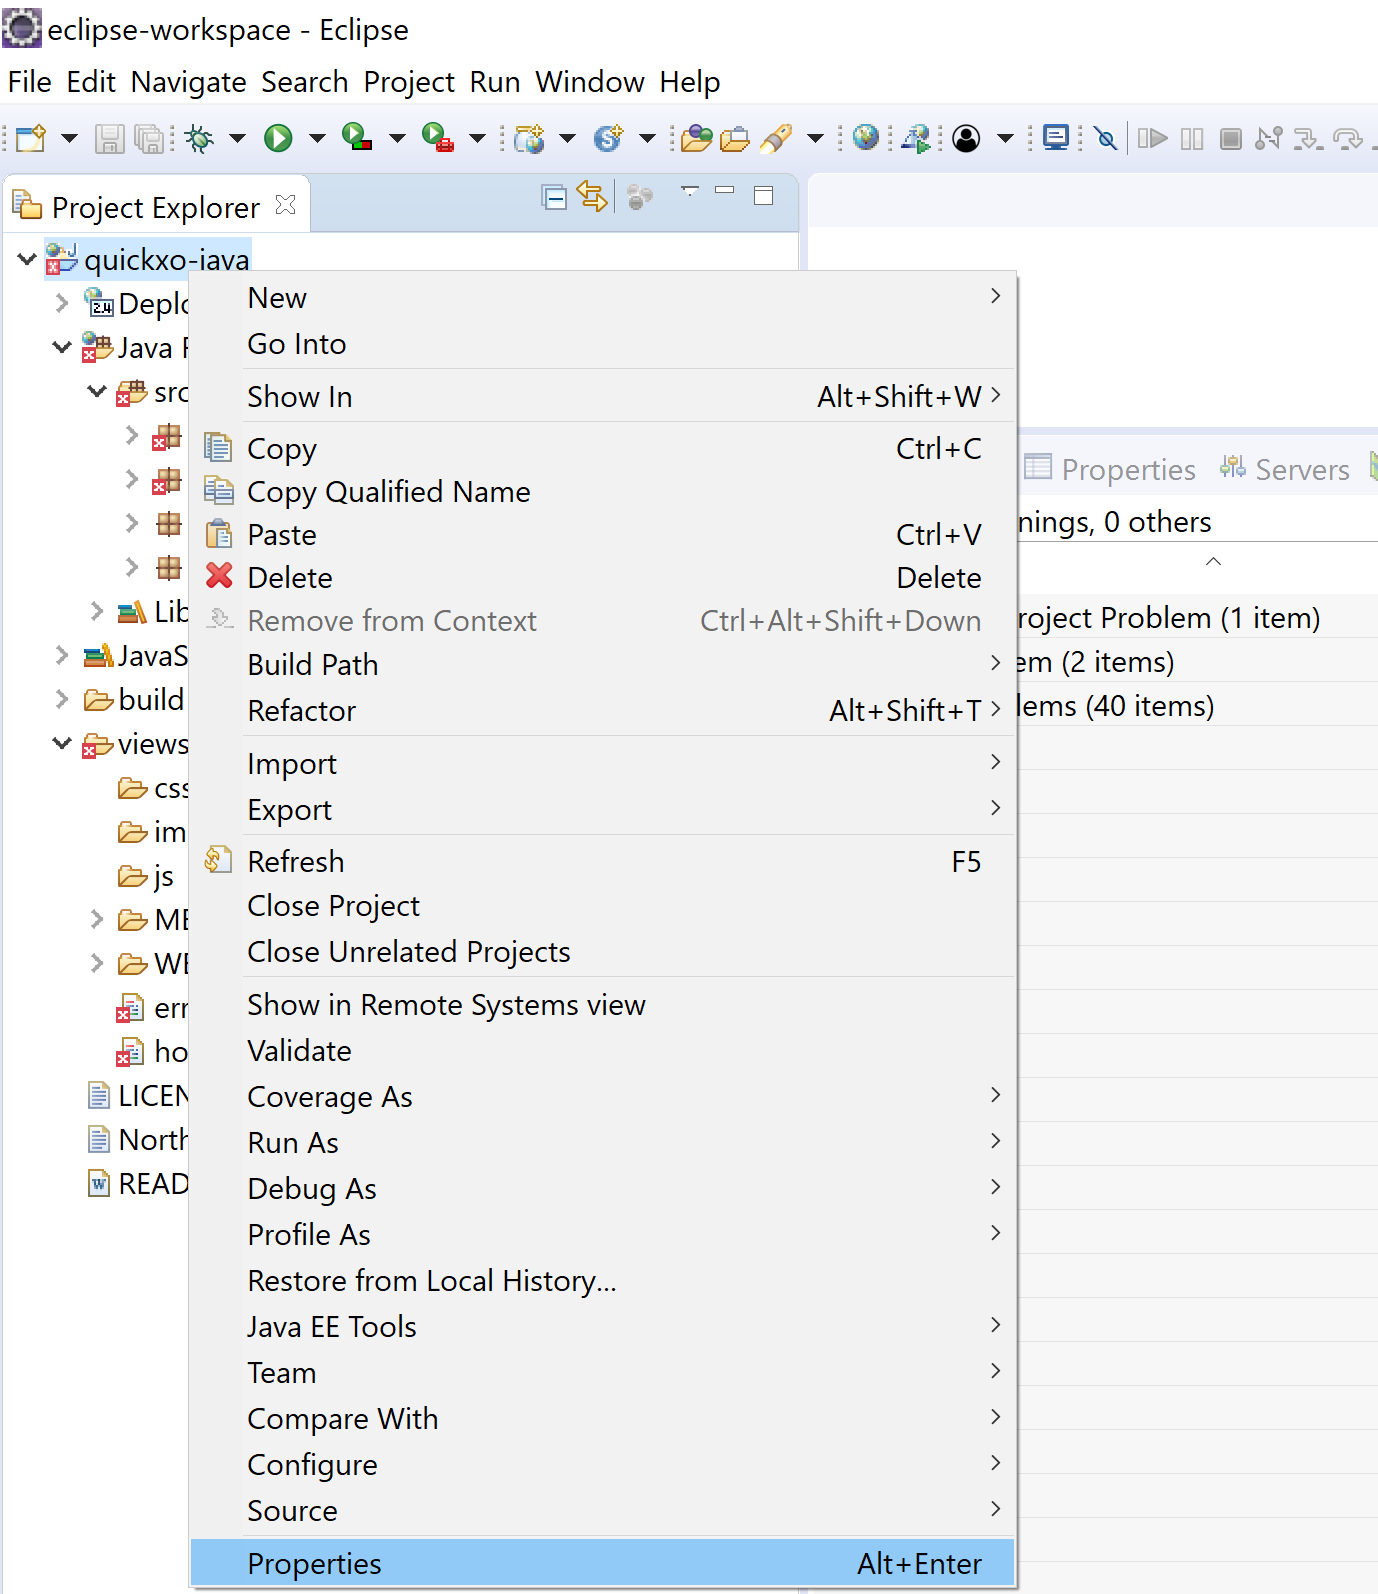 eclipse-workspace - Eclipse
File Edit Navigate Search Project Run Window Help
Project Explorer
quickxo-java
2.4 Deplo
Java
src
Lib
JavaS
build
views
css
im
js
ME
WE
err
ho
LICEN
North
READ
New
Go Into
Show In Alt+Shift+W
Copy Ctrl+C
Copy Qualified Name
Paste Ctrl+V
Delete Delete
Remove from Context Ctrl+Alt+Shift+Down
Build Path
Refactor Alt+Shift+T
Import
Export
Refresh F5
Close Project
Close Unrelated Projects
Show in Remote Systems view
Validate
Coverage As
Run As
Debug As
Profile As
Restore from Local History...
Java EE Tools
Team
Compare With
Configure
Source
Properties Alt+Enter
Properties Servers
nings, 0 others
roject Problem (1 item)
em (2 items)
lems (40 items)